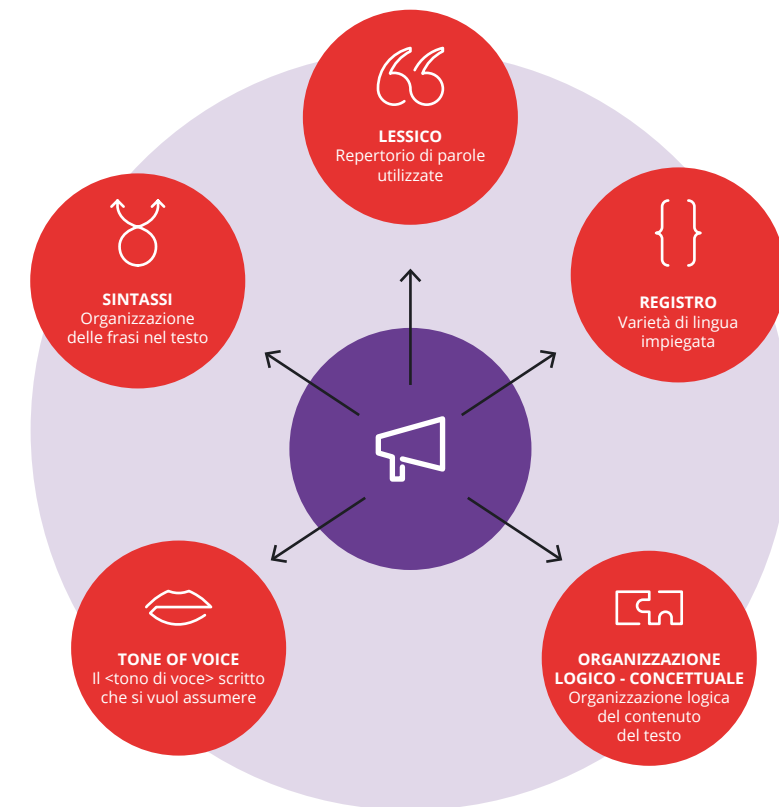 LESSICO
Repertorio di parole
utilizzate
SINTASSI
Organizzazione
delle frasi nel testo
REGISTRO
Varietà di lingua
impiegata
TONE OF VOICE
Il <tono di voce> scritto
che si vuol assumere
ORGANIZZAZIONE
LOGICO - CONCETTUALE
Organizzazione logica
del contenuto
del testo